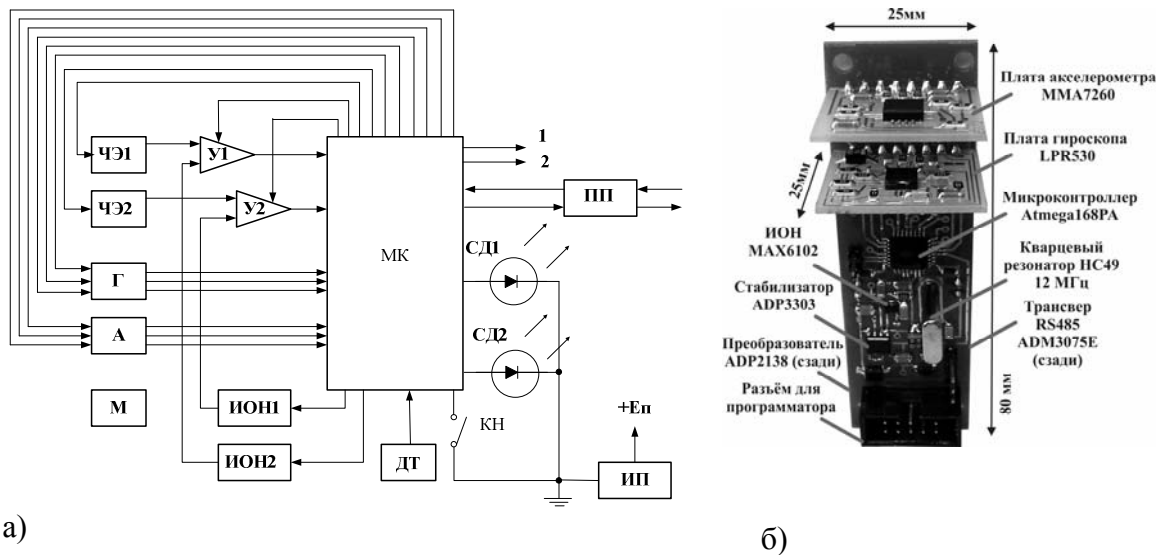 ЧЭ1
ЧЭ2
Г
А
М
У1
У2
ИОН1
ИОН2
МК
ДТ
КН
1
2
ПП
СД1
СД2
+Еп
ИП
а)
25мм
Плата акселерометра
MMA7260
Плата гироскопа
LPR530
25мм
Микроконтроллер
Atmega168PA
ИОН
MAX6102
Кварцевый
резонатор HC49
12 МГц
Стабилизатор
ADP3303
Трансвер
RS485
ADM3075E
(сзади)
Преобразователь
ADP2138 (сзади)
Разъём для
программатора
80 мм
б)